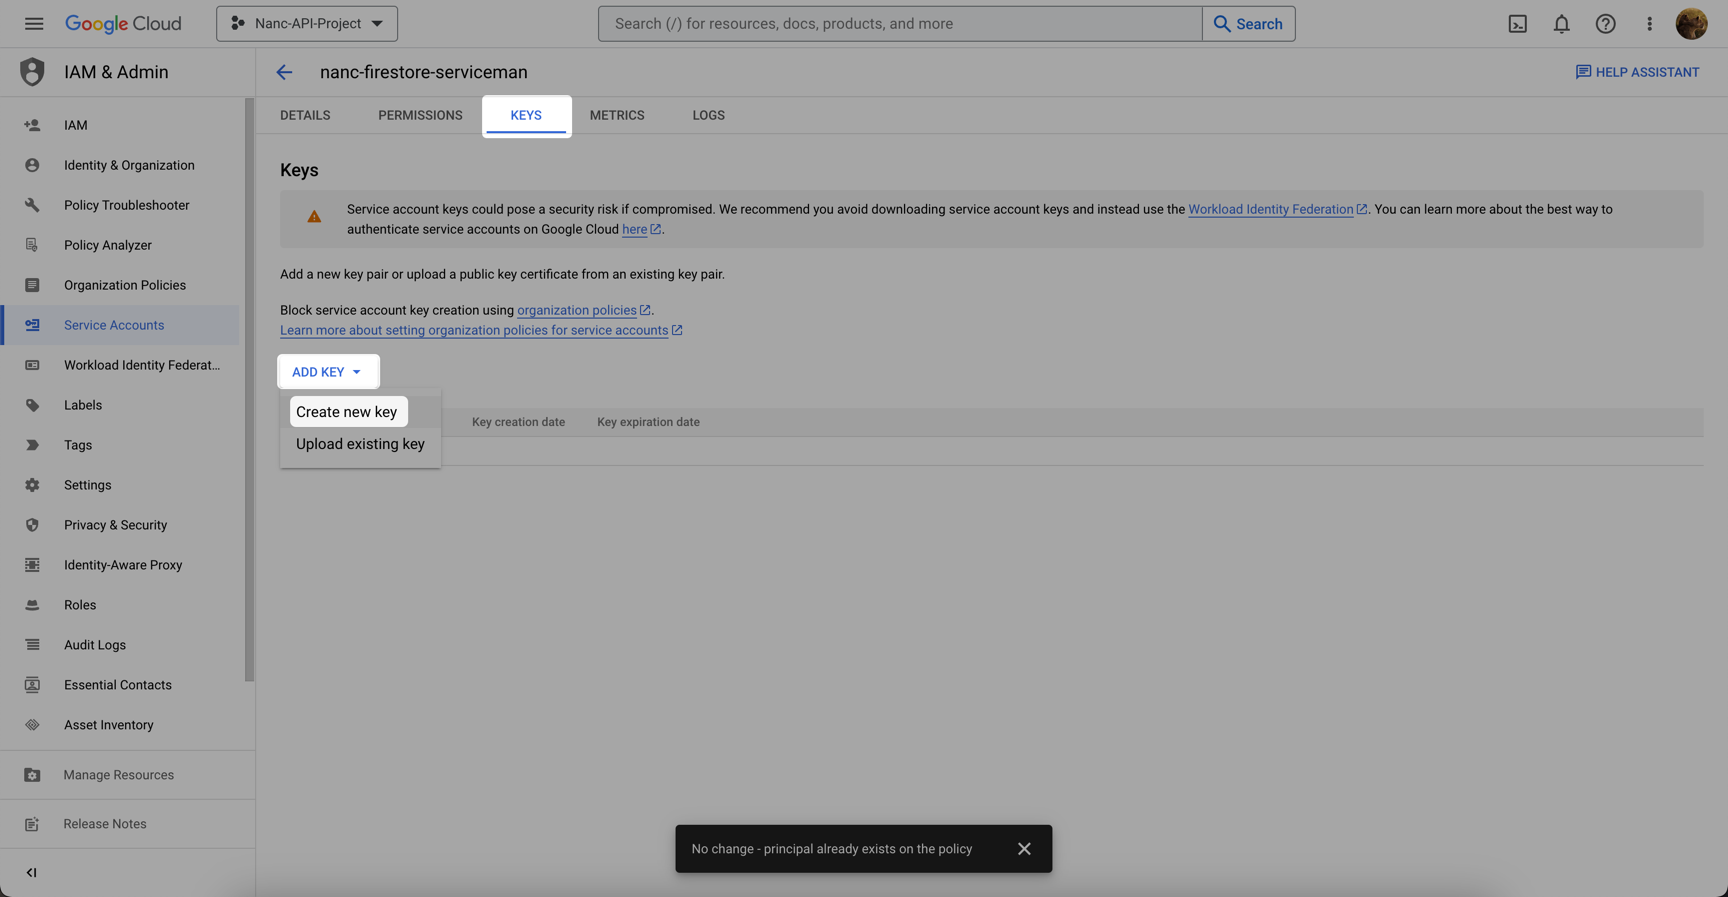 Google Cloud
Nanc-API-Project
Search (/) for resources, docs, products, and more
Search
IAM & Admin
nanc-firestore-serviceman
HELP ASSISTANT
DETAILS
PERMISSIONS
KEYS
METRICS
LOGS
IAM
Identity & Organization
Policy Troubleshooter
Policy Analyzer
Organization Policies
Service Accounts
Workload Identity Federat...
Labels
Tags
Settings
Privacy & Security
Identity-Aware Proxy
Roles
Audit Logs
Essential Contacts
Asset Inventory
Manage Resources
Release Notes
Keys
Service account keys could pose a security risk if compromised. We recommend you avoid downloading service account keys and instead use the Workload Identity Federation. You can learn more about the best way to
authenticate service accounts on Google Cloud here.
Add a new key pair or upload a public key certificate from an existing key pair.
Block service account key creation using organization policies.
Learn more about setting organization policies for service accounts
ADD KEY
Create new key
Upload existing key
Key creation date
Key expiration date
No change - principal already exists on the policy